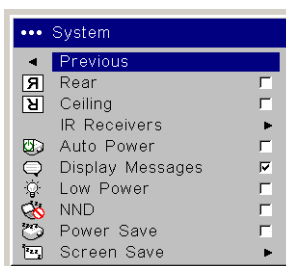 ••• System
Previous
Rear
Ceiling
IR Receivers
Auto Power
Display Messages
Low Power
NND
Power Save
Screen Save